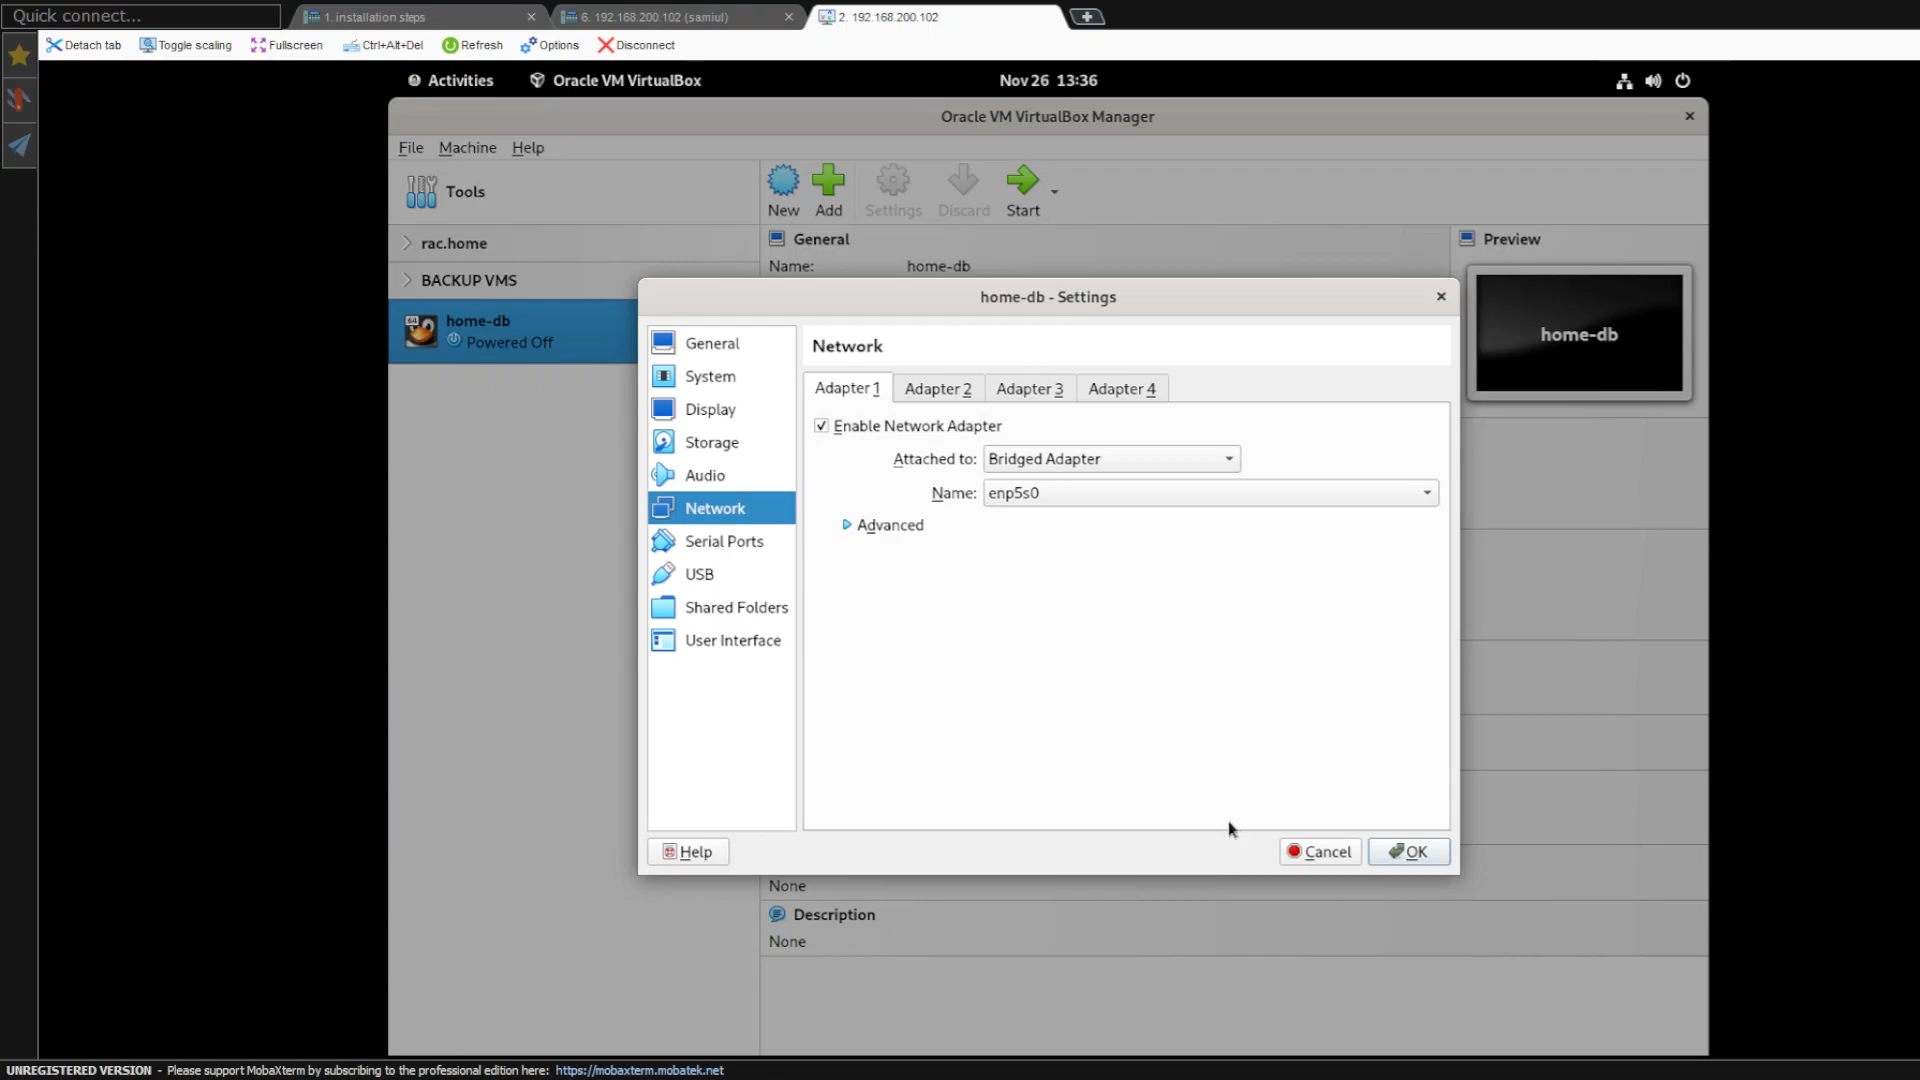 Quick connect...
1. installation steps
6. 192.168.200.102 (samiul)
2. 192.168.200.102
Detach tab
Toggle scaling
Fullscreen
Ctrl+Alt+Del
Refresh
Options
Disconnect
Activities
Oracle VM VirtualBox
Nov 26 13:36
Oracle VM VirtualBox Manager
File
Machine
Help
Tools
New
Add
Settings
Discard
Start
rac.home
BACKUP VMS
64
home-db
Powered Off
General
Name: home-db
Preview
home-db
home-db - Settings
General
System
Display
Storage
Audio
Network
Serial Ports
USB
Shared Folders
User Interface
Network
Adapter 1
Adapter 2
Adapter 3
Adapter 4
Enable Network Adapter
Attached to: Bridged Adapter
Name: enp5s0
Advanced
Help
Cancel
OK
None
Description
None
UNREGISTERED VERSION - Please support MobaXterm by subscribing to the professional edition here: https://mobaxterm.mobatek.net